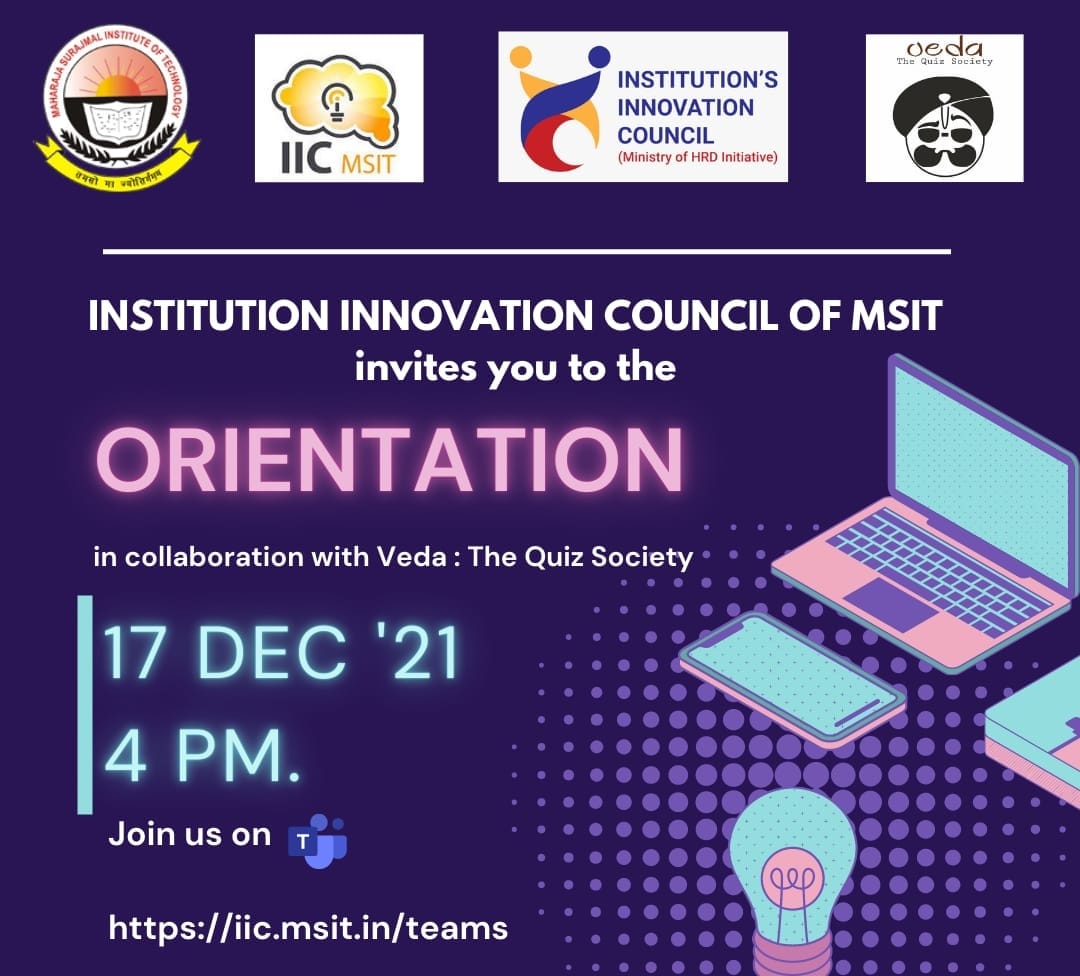 MAHARAJA SURAJMAL INSTITUTE OF TECHNOLOGY
तमसो मा ज्योतिर्गमय
IIC MSIT
INSTITUTION'S
INNOVATION
COUNCIL
(Ministry of HRD Initiative)
veda
The Quiz Society
INSTITUTION INNOVATION COUNCIL OF MSIT
invites you to the
ORIENTATION
in collaboration with Veda : The Quiz Society
17 DEC '21
4 PM.
Join us on T
https://iic.msit.in/teams